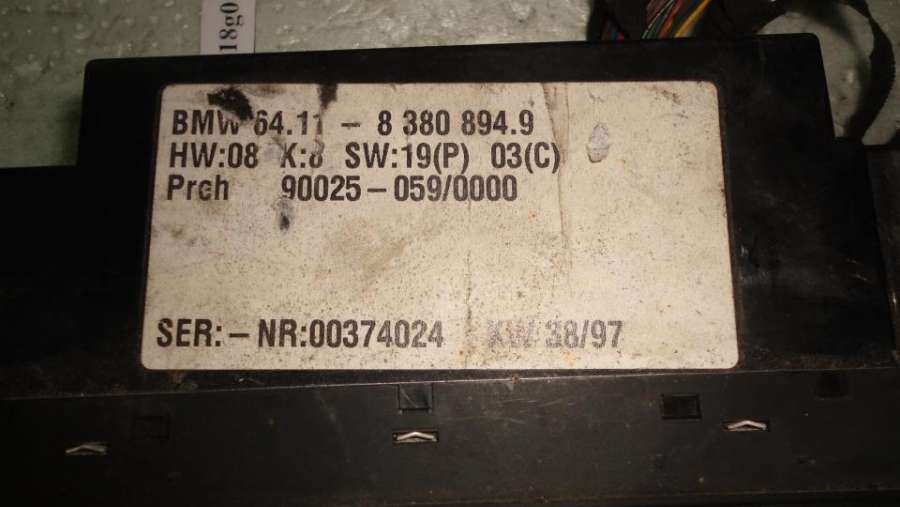 18g0
BMW 64.11 – 8 380 894.9
HW:08 K:8 SW:19(P) 03(C)
Prch 90025-059/0000
SER:-NR:00374024 KW 38/97